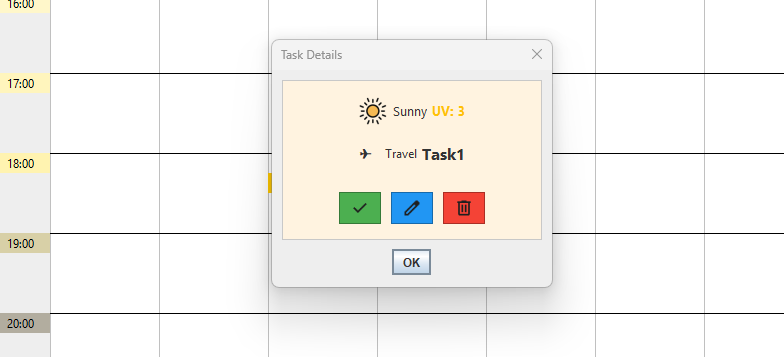 16:00
Task Details
17:00
Sunny UV: 3
Travel Task1
18:00
19:00
OK
20:00